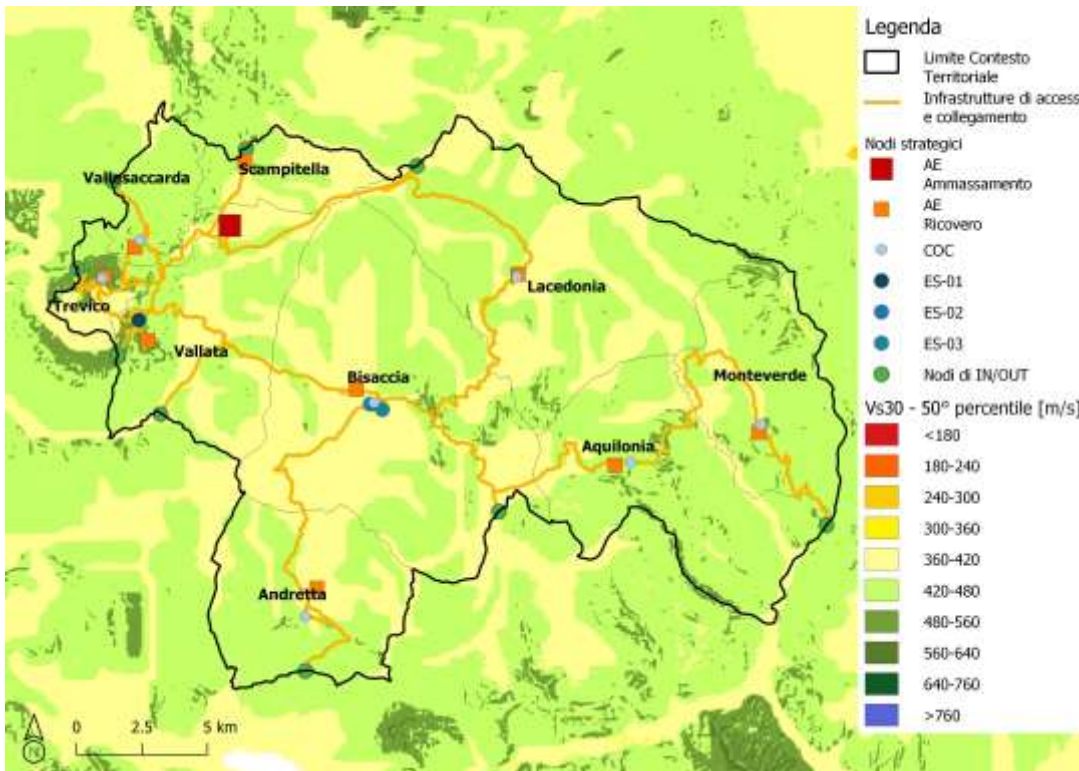 Legenda
Limite Contesto
Territoriale
Infrastrutture di access
e collegamento
Nodi strategici
AE
Ammassamento
AE
Ricovero
COC
ES-01
ES-02
ES-03
Nodi di IN/OUT
Vs30 - 50° percentile [m/s]
<180
180-240
240-300
300-360
360-420
420-480
480-560
560-640
640-760
>760
Scampitella
Vallesaccarda
Lacedonia
Trevico
Vallata
Bisaccia
Monteverde
Aquilonia
Andretta
N
0 2.5 5 km